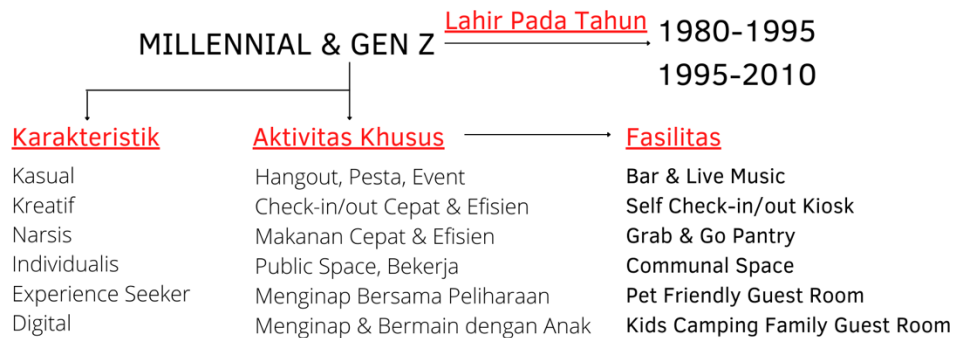 MILLENNIAL & GEN Z
Lahir Pada Tahun
1980-1995
1995-2010
Karakteristik
Kasual
Kreatif
Narsis
Individualis
Experience Seeker
Digital
Aktivitas Khusus
Hangout, Pesta, Event
Check-in/out Cepat & Efisien
Makanan Cepat & Efisien
Public Space, Bekerja
Menginap Bersama Peliharaan
Menginap & Bermain dengan Anak
Fasilitas
Bar & Live Music
Self Check-in/out Kiosk
Grab & Go Pantry
Communal Space
Pet Friendly Guest Room
Kids Camping Family Guest Room